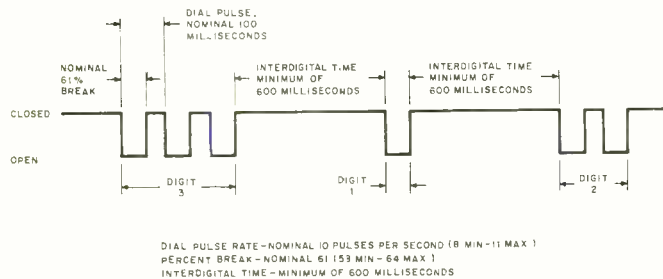 DIAL PULSE,
NOMINAL 100
MILLISECONDS
NOMINAL
61%
BREAK
INTERDIGITAL TIME
MINIMUM OF
600 MILLISECONDS
INTERDIGITAL TIME
MINIMUM OF
600 MILLISECONDS
CLOSED
OPEN
DIGIT
3
DIGIT
1
DIGIT
2
DIAL PULSE RATE-NOMINAL 10 PULSES PER SECOND (8 MIN-11 MAX)
PERCENT BREAK-NOMINAL 61 (53 MIN-64 MAX)
INTERDIGITAL TIME-MINIMUM OF 600 MILLISECONDS